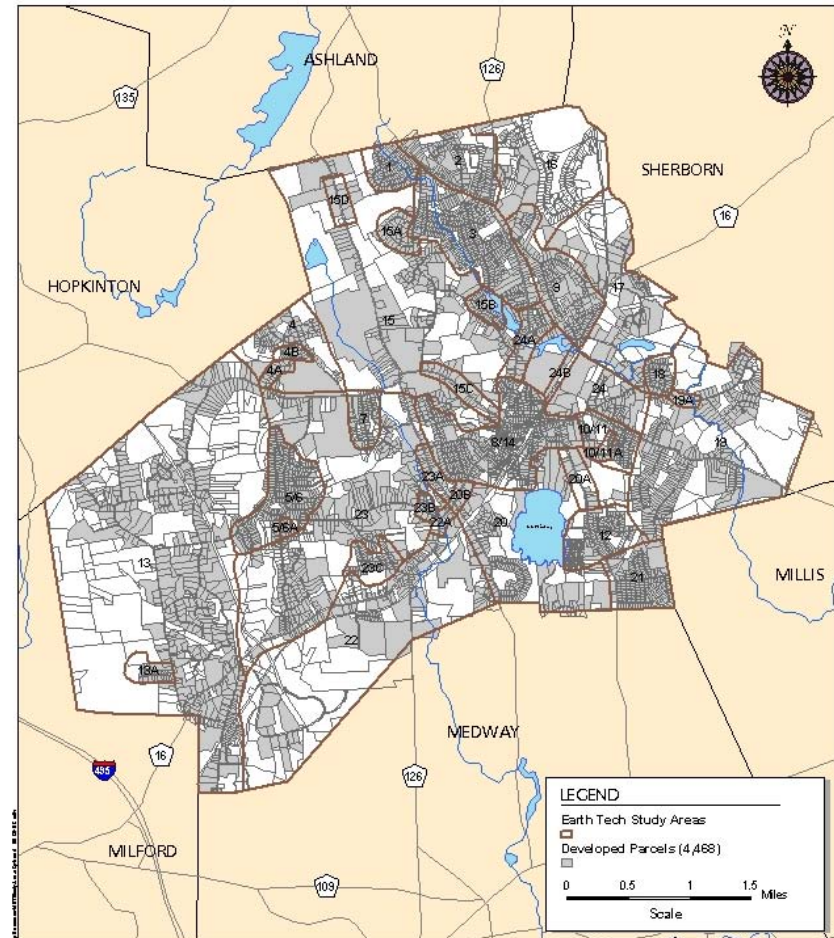 N
ASHLAND
126
135
SHERBORN
16
HOPKINTON
1
2
16
15D
15A
3
9
17
15
15B
4
4B
4A
24A
24B
24
18
19A
15C
7
8/14
10/11
10/11A
19
23A
20B
20A
5/6
5/6A
23
23B
22A
20
12
23C
13
21
MILLIS
22
13A
MEDWAY
16
495
126
MILFORD
109
LEGEND
Earth Tech Study Areas
Developed Parcels (4,468)
0 0.5 1 1.5
Miles
Scale